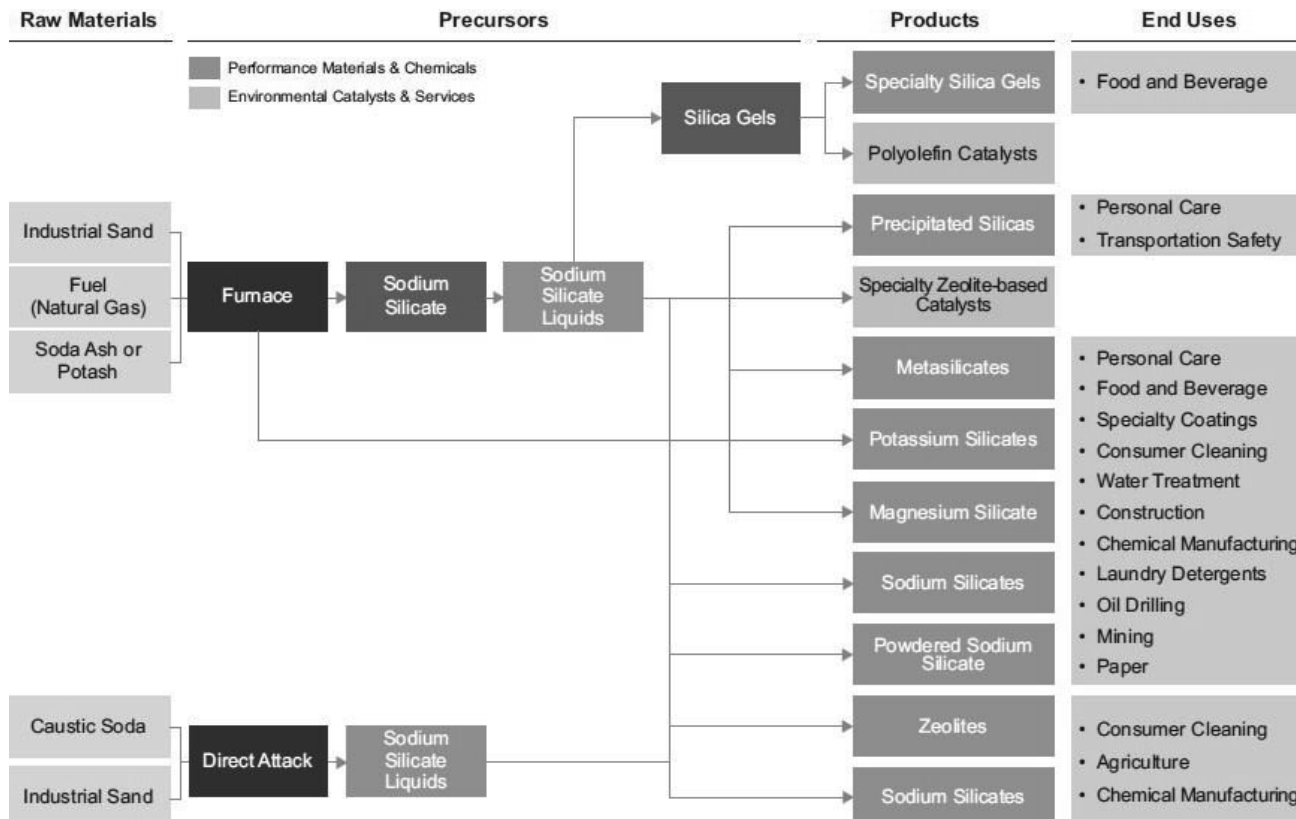 Raw Materials
Precursors
Products
End Uses
Performance Materials & Chemicals
Environmental Catalysts & Services
Industrial Sand
Fuel
(Natural Gas)
Soda Ash or
Potash
Furnace
Sodium
Silicate
Sodium
Silicate
Liquids
Silica Gels
Caustic Soda
Industrial Sand
Direct Attack
Sodium
Silicate
Liquids
Specialty Silica Gels
Polyolefin Catalysts
Precipitated Silicas
Specialty Zeolite-based
Catalysts
Metasilicates
Potassium Silicates
Magnesium Silicate
Sodium Silicates
Powdered Sodium
Silicate
Zeolites
Sodium Silicates
• Food and Beverage
• Personal Care
• Transportation Safety
• Personal Care
• Food and Beverage
• Specialty Coatings
• Consumer Cleaning
• Water Treatment
• Construction
• Chemical Manufacturing
• Laundry Detergents
• Oil Drilling
• Mining
• Paper
• Consumer Cleaning
• Agriculture
• Chemical Manufacturing